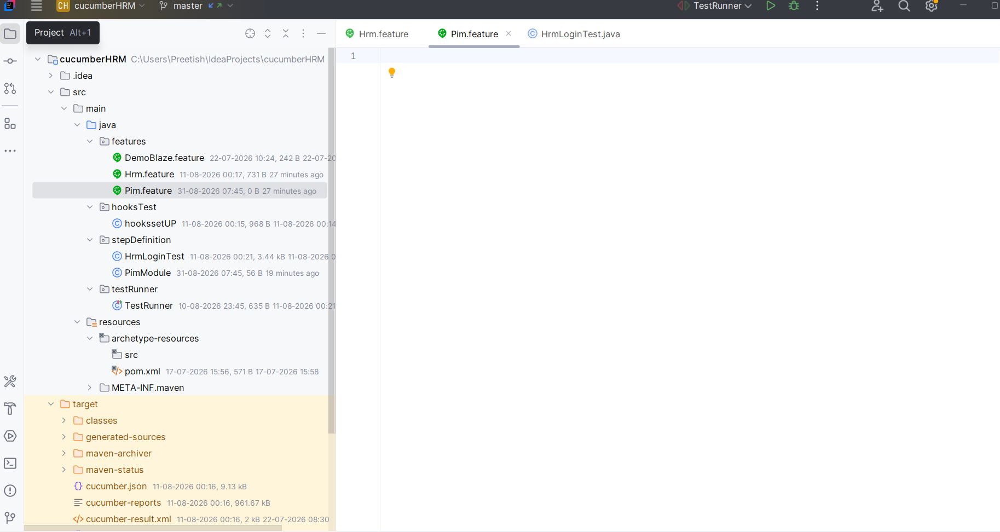 CH cucumberHRM master TestRunner
Project Alt+1
Hrm.feature Pim.feature HrmLoginTest.java
1
cucumberHRM C:\Users\Preetish\IdeaProjects\cucumberHRM
.idea
src
main
java
features
DemoBlaze.feature 22-07-2026 10:24, 242 B 22-07-20
Hrm.feature 11-08-2026 00:17, 731 B 27 minutes ago
Pim.feature 31-08-2026 07:45, 0 B 27 minutes ago
hooksTest
hookssetUP 11-08-2026 00:15, 968 B 11-08-2026 00:14
stepDefinition
HrmLoginTest 11-08-2026 00:21, 3.44 kB 11-08-2026 0
PimModule 31-08-2026 07:45, 56 B 19 minutes ago
testRunner
TestRunner 10-08-2026 23:45, 635 B 11-08-2026 00:21
resources
archetype-resources
src
pom.xml 17-07-2026 15:56, 571 B 17-07-2026 15:58
META-INF.maven
target
classes
generated-sources
maven-archiver
maven-status
cucumber.json 11-08-2026 00:16, 9.13 kB
cucumber-reports 11-08-2026 00:16, 961.67 kB
cucumber-result.xml 11-08-2026 00:16, 2 kB 22-07-2026 08:30